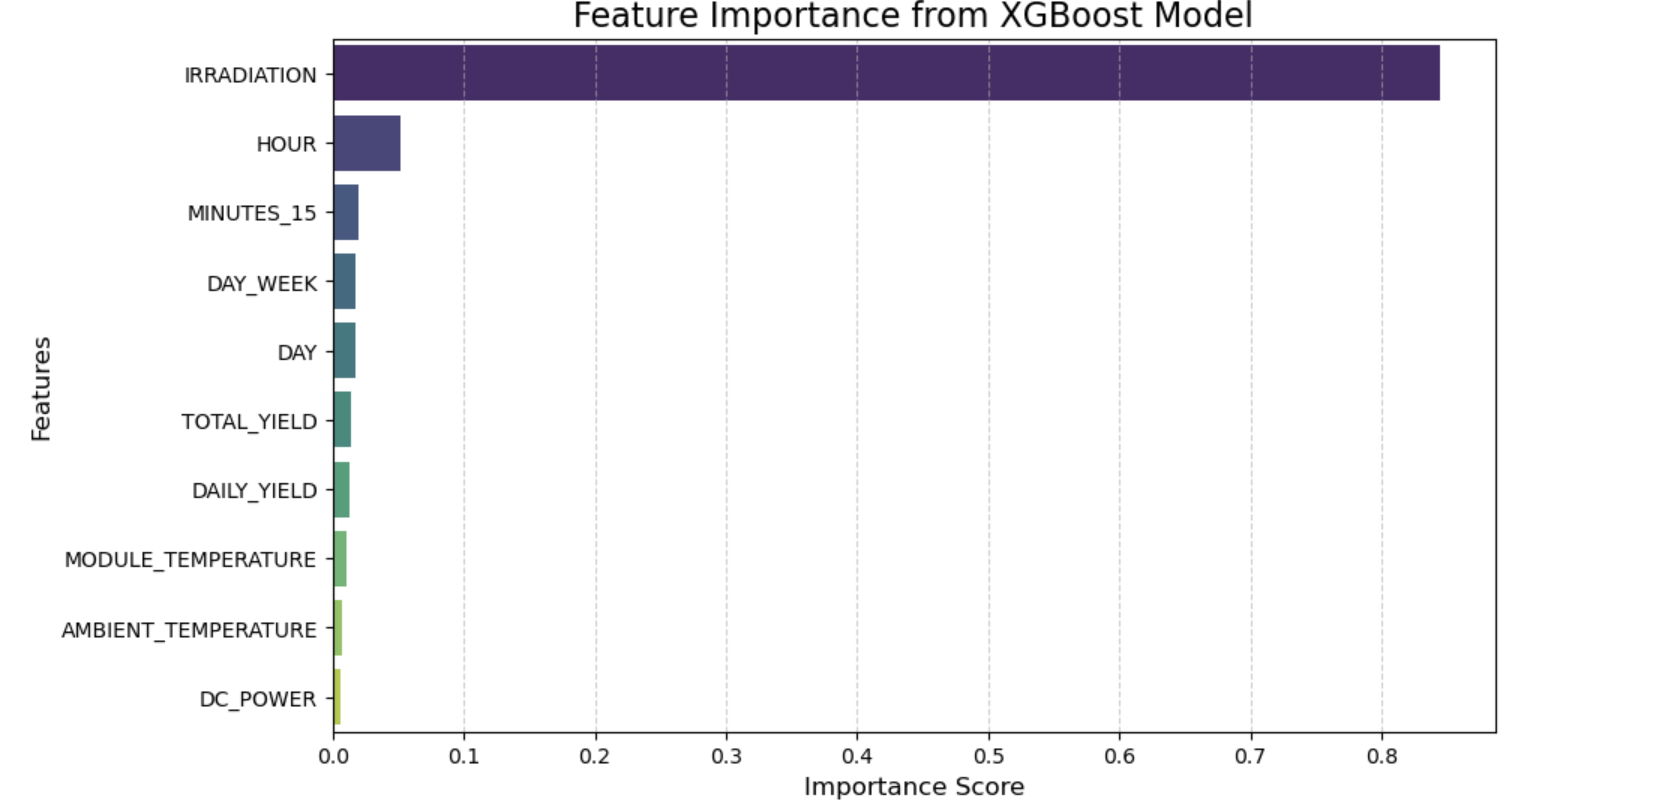 Feature Importance from XGBoost Model
IRRADIATION
HOUR
MINUTES_15
DAY_WEEK
DAY
TOTAL_YIELD
DAILY_YIELD
MODULE_TEMPERATURE
AMBIENT_TEMPERATURE
DC_POWER
Features
0.0 0.1 0.2 0.3 0.4 0.5 0.6 0.7 0.8
Importance Score